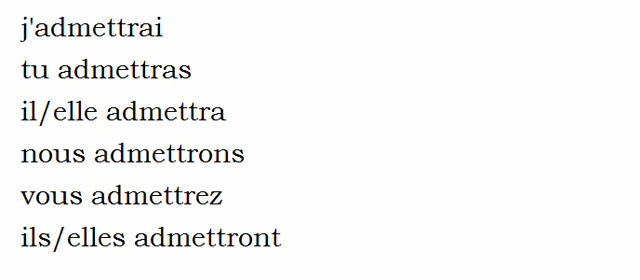 j'admettrai
tu admettras
il/elle admettra
nous admettrons
vous admettrez
ils/elles admettront